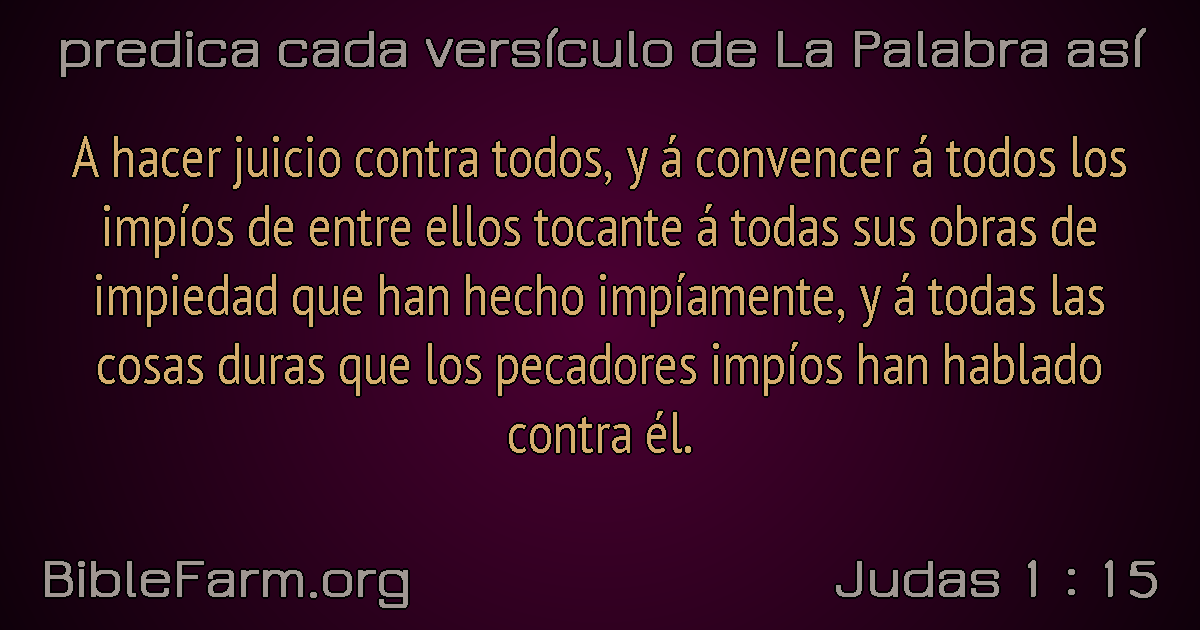 predica cada versículo de La Palabra así
A hacer juicio contra todos, y á convencer á todos los
impíos de entre ellos tocante á todas sus obras de
impiedad que han hecho impíamente, y á todas las
cosas duras que los pecadores impíos han hablado
contra él.
BibleFarm.org
Judas 1 : 15